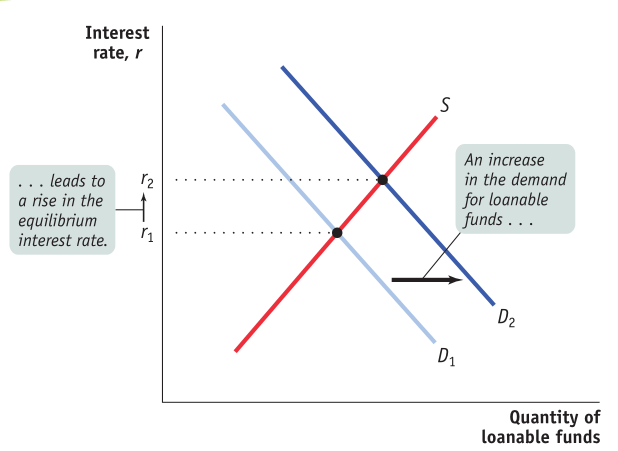 Interest
rate, r
S
An increase
in the demand
for loanable
funds . . .
. . . leads to
a rise in the
equilibrium
interest rate.
r2
r1
D2
D1
Quantity of
loanable funds